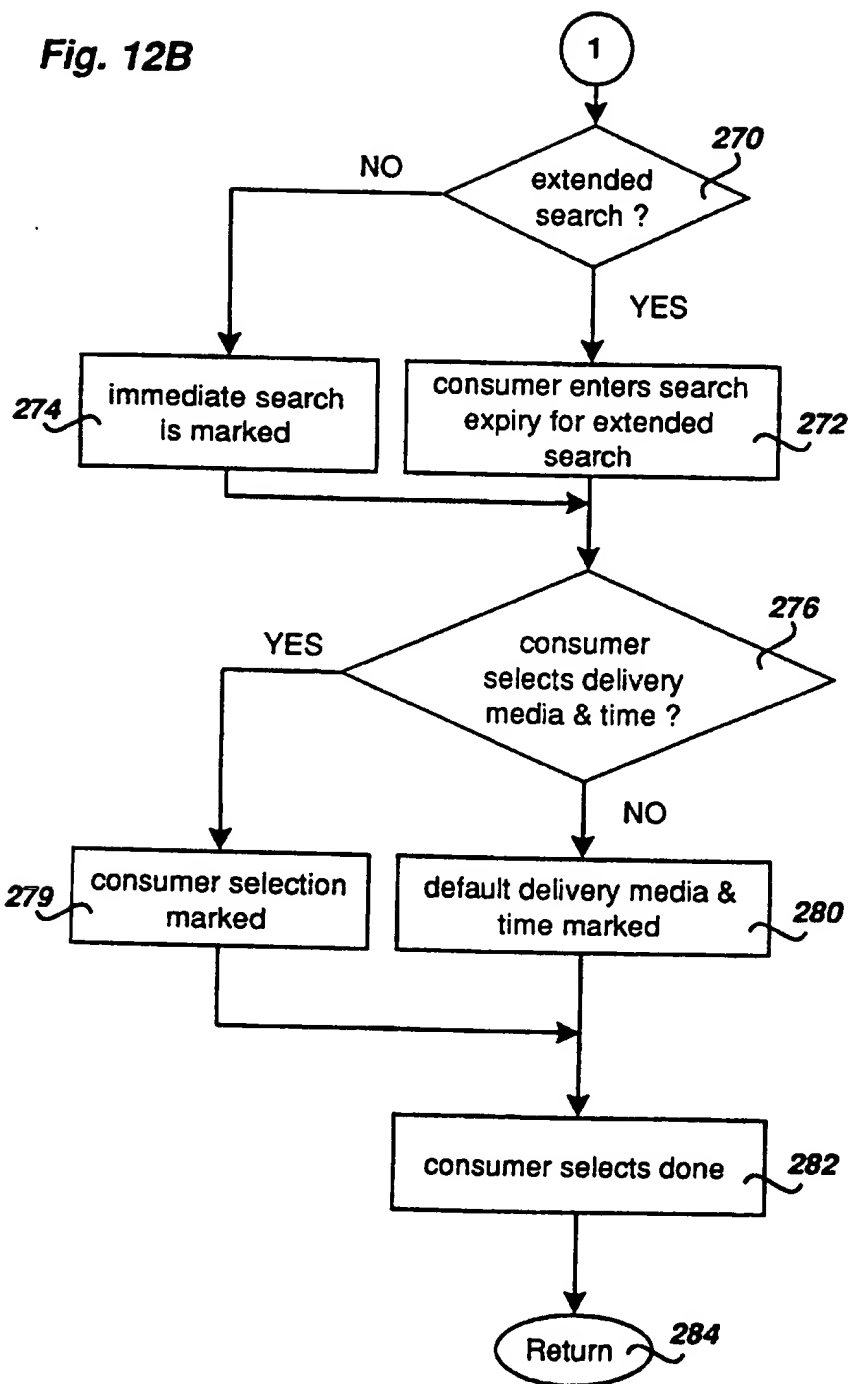 Fig. 12B
1
270
NO
extended
search ?
YES
274
immediate search
is marked
consumer enters search
expiry for extended
search
272
276
YES
consumer
selects delivery
media & time ?
NO
279
consumer selection
marked
default delivery media &
time marked
280
consumer selects done
282
Return
284